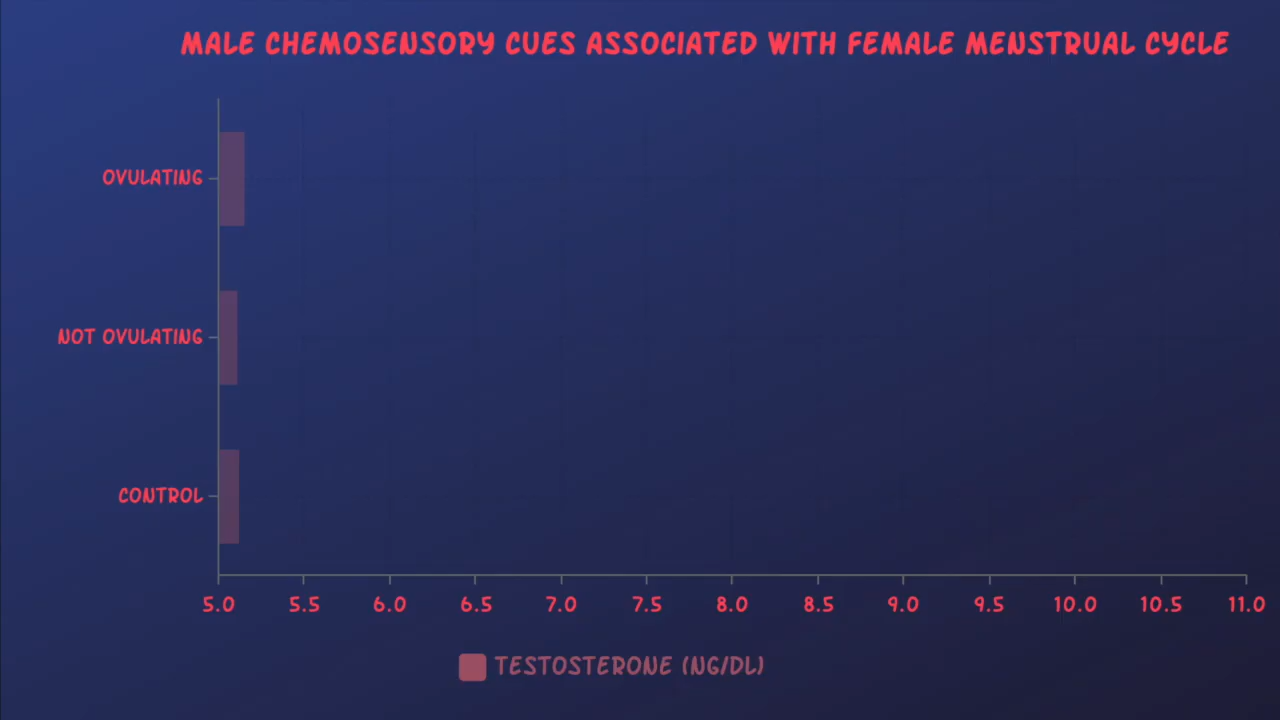 MALE CHEMOSENSORY CUES ASSOCIATED WITH FEMALE MENSTRUAL CYCLE
OVULATING
NOT OVULATING
CONTROL
5.0 5.5 6.0 6.5 7.0 7.5 8.0 8.5 9.0 9.5 10.0 10.5 11.0
TESTOSTERONE (NG/DL)